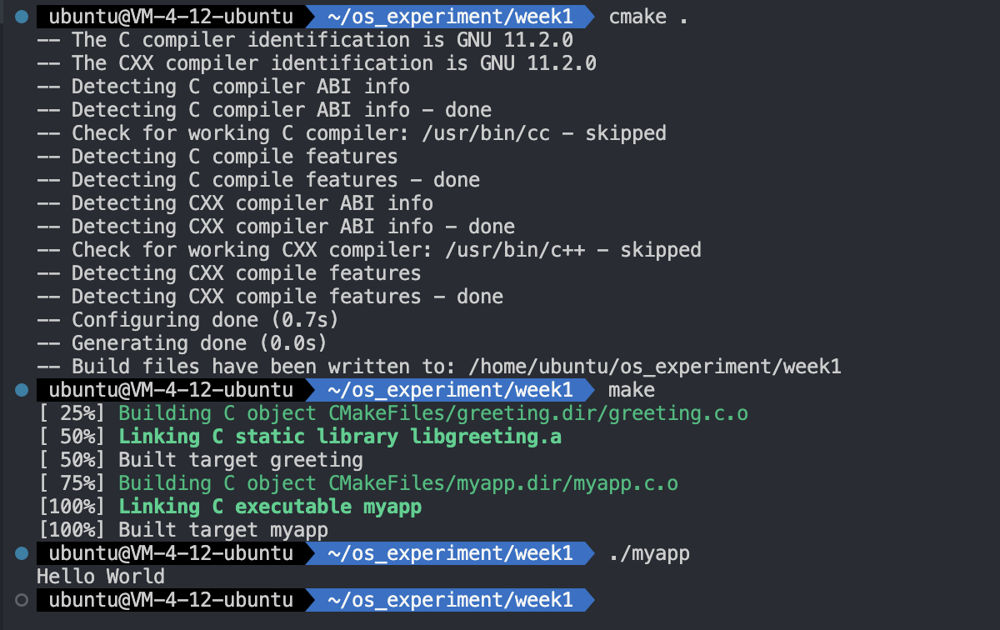 ubuntu@VM-4-12-ubuntu ~/os_experiment/week1 cmake .
-- The C compiler identification is GNU 11.2.0
-- The CXX compiler identification is GNU 11.2.0
-- Detecting C compiler ABI info
-- Detecting C compiler ABI info - done
-- Check for working C compiler: /usr/bin/cc - skipped
-- Detecting C compile features
-- Detecting C compile features - done
-- Detecting CXX compiler ABI info
-- Detecting CXX compiler ABI info - done
-- Check for working CXX compiler: /usr/bin/c++ - skipped
-- Detecting CXX compile features
-- Detecting CXX compile features - done
-- Configuring done (0.7s)
-- Generating done (0.0s)
-- Build files have been written to: /home/ubuntu/os_experiment/week1
ubuntu@VM-4-12-ubuntu ~/os_experiment/week1 make
[ 25%] Building C object CMakeFiles/greeting.dir/greeting.c.o
[ 50%] Linking C static library libgreeting.a
[ 50%] Built target greeting
[ 75%] Building C object CMakeFiles/myapp.dir/myapp.c.o
[100%] Linking C executable myapp
[100%] Built target myapp
ubuntu@VM-4-12-ubuntu ~/os_experiment/week1 ./myapp
Hello World
ubuntu@VM-4-12-ubuntu ~/os_experiment/week1